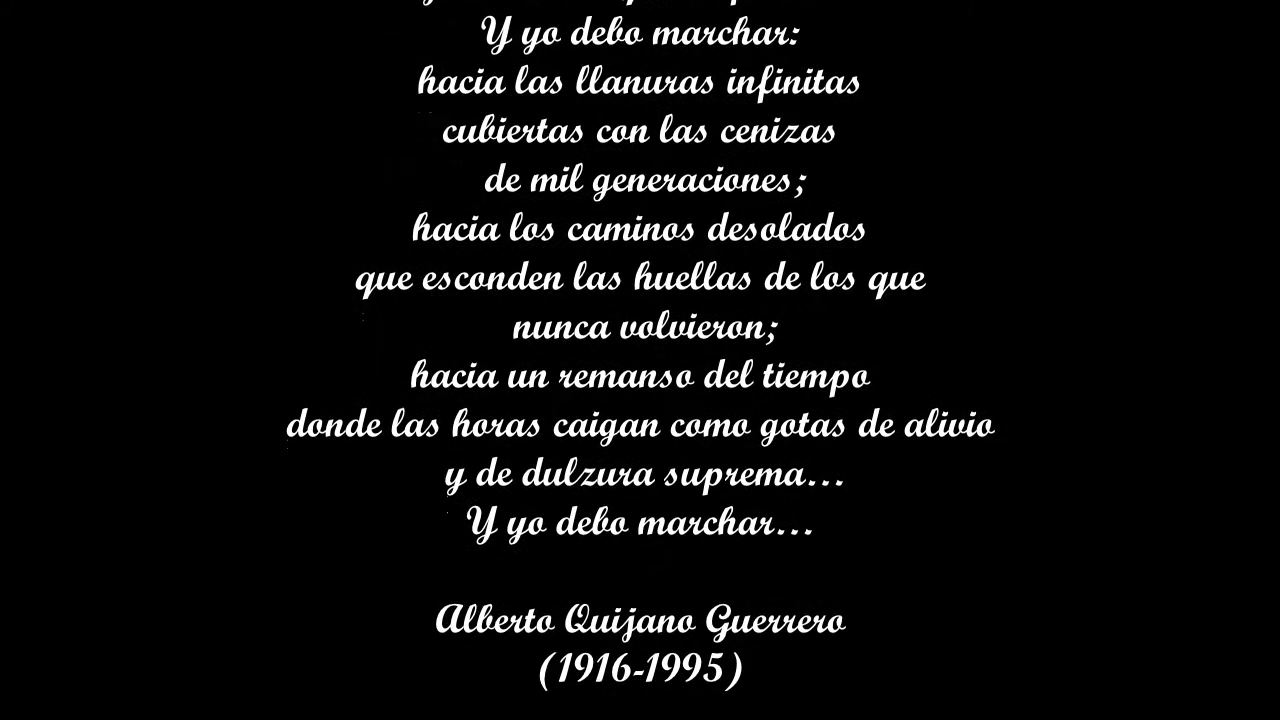 Y yo debo marchar:
hacia las llanuras infinitas
cubiertas con las cenizas
de mil generaciones;
hacia los caminos desolados
que esconden las huellas de los que
nunca volvieron;
hacia un remanso del tiempo
donde las horas caigan como gotas de alivio
y de dulzura suprema...
Y yo debo marchar...
Alberto Quijano Guerrero
(1916-1995)